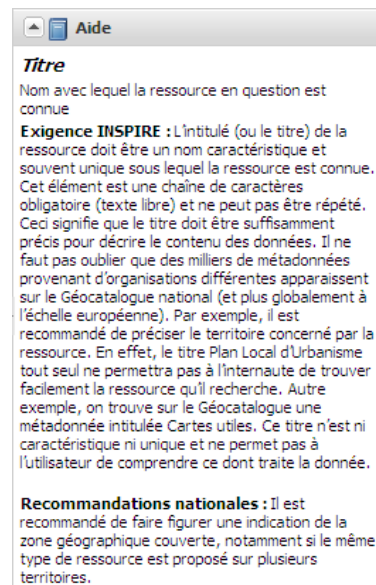 Aide
Titre
Nom avec lequel la ressource en question est
connue
Exigence INSPIRE : L'intitulé (ou le titre) de la
ressource doit être un nom caractéristique et
souvent unique sous lequel la ressource est connue.
Cet élément est une chaîne de caractères
obligatoire (texte libre) et ne peut pas être répété.
Ceci signifie que le titre doit être suffisamment
précis pour décrire le contenu des données. Il ne
faut pas oublier que des milliers de métadonnées
provenant d'organisations différentes apparaissent
sur le Géocatalogue national (et plus globalement à
l'échelle européenne). Par exemple, il est
recommandé de préciser le territoire concerné par la
ressource. En effet, le titre Plan Local d'Urbanisme
tout seul ne permettra pas à l'internaute de trouver
facilement la ressource qu'il recherche. Autre
exemple, on trouve sur le Géocatalogue une
métadonnée intitulée Cartes utiles. Ce titre n'est ni
caractéristique ni unique et ne permet pas à
l'utilisateur de comprendre ce dont traite la donnée.
Recommandations nationales : Il est
recommandé de faire figurer une indication de la
zone géographique couverte, notamment si le même
type de ressource est proposé sur plusieurs
territoires.